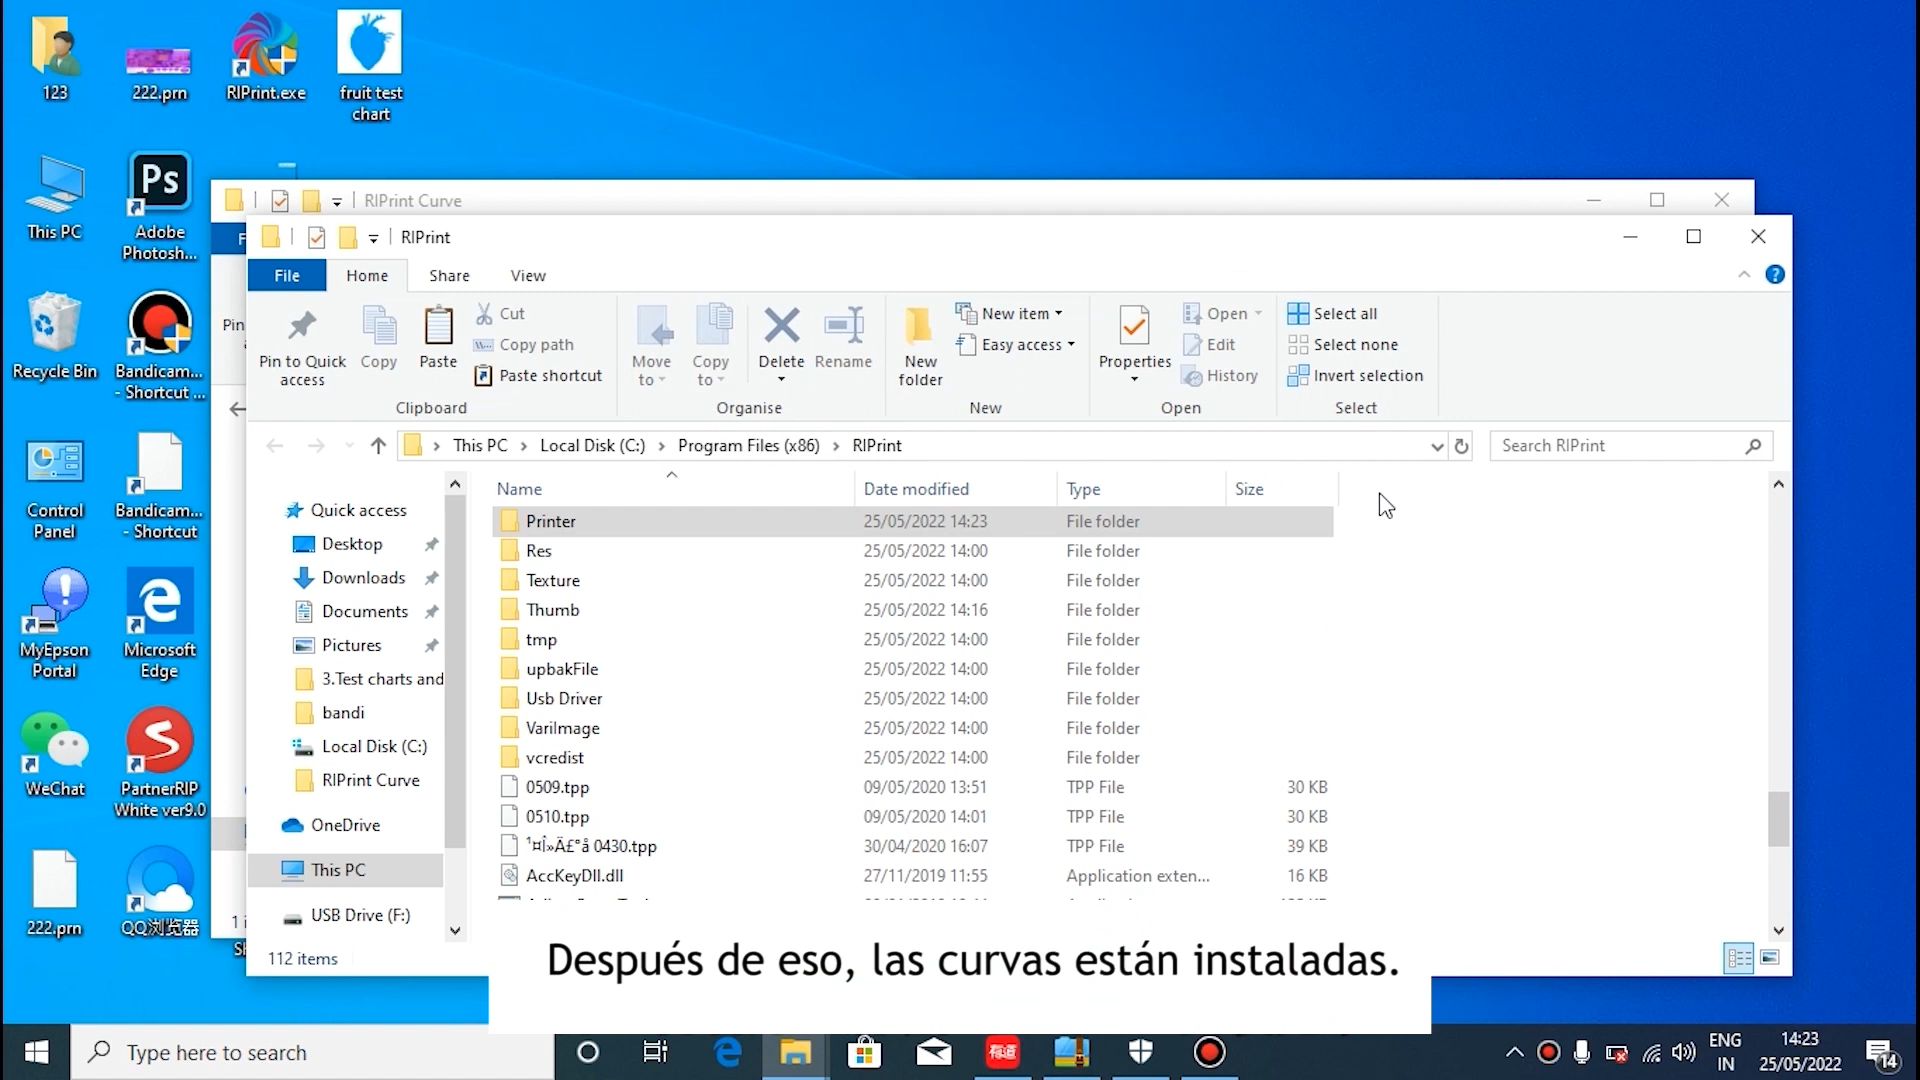 123
222.prn
RIPrint.exe
fruit test
chart
This PC
Ps
Adobe
Photosh...
Recycle Bin
Bandicam...
- Shortcut ...
Control
Panel
Bandicam...
- Shortcut
MyEpson
Portal
Microsoft
Edge
WeChat
PartnerRIP
White ver9.0
222.prn
QQ浏览器
RIPrint Curve
RIPrint
File
Home
Share
View
Pin to Quick
access
Copy
Paste
Cut
Copy path
Paste shortcut
Clipboard
Move
to
Copy
to
Delete
Rename
Organise
New
folder
New item
Easy access
New
Properties
Open
Edit
History
Open
Select all
Select none
Invert selection
Select
This PC > Local Disk (C:) > Program Files (x86) > RIPrint
Search RIPrint
Quick access
Desktop
Downloads
Documents
Pictures
3.Test charts and
bandi
Local Disk (C:)
RIPrint Curve
OneDrive
This PC
USB Drive (F:)
Name Date modified Type Size
Printer 25/05/2022 14:23 File folder
Res 25/05/2022 14:00 File folder
Texture 25/05/2022 14:00 File folder
Thumb 25/05/2022 14:16 File folder
tmp 25/05/2022 14:00 File folder
upbakFile 25/05/2022 14:00 File folder
Usb Driver 25/05/2022 14:00 File folder
VariImage 25/05/2022 14:00 File folder
vcredist 25/05/2022 14:00 File folder
0509.tpp 09/05/2020 13:51 TPP File 30 KB
0510.tpp 09/05/2020 14:01 TPP File 30 KB
¹¤Î»Ä£°å 0430.tpp 30/04/2020 16:07 TPP File 39 KB
AccKeyDll.dll 27/11/2019 11:55 Application exten... 16 KB
112 items
Después de eso, las curvas están instaladas.
Type here to search
有道
ENG
IN
14:23
25/05/2022
14